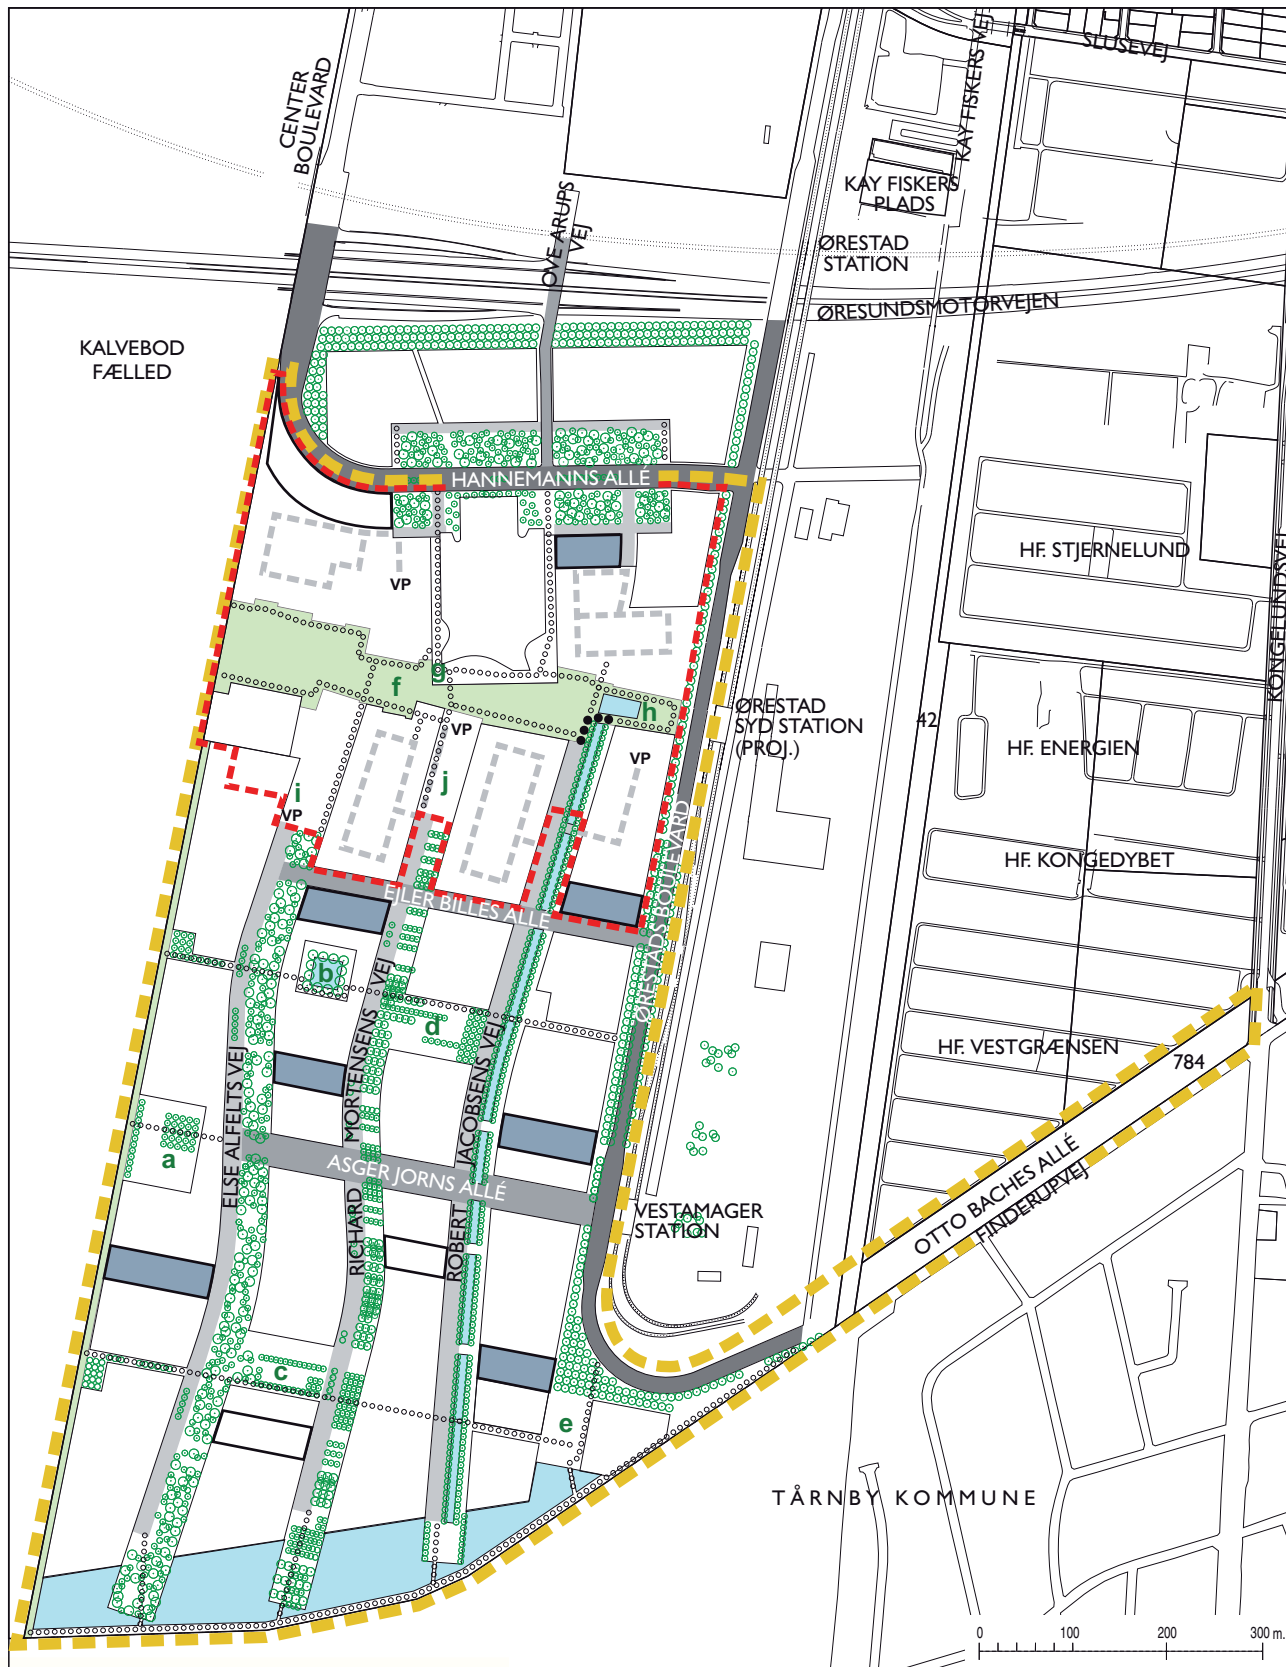 SLUSEVEJ
KAY FISKERS VEJ
CENTER
BOULEVARD
KAY FISKERS
PLADS
OVE ARUPS
VEJ
ØRESTAD
STATION
ØRESUNDSMOTORVEJEN
KALVEBOD
FÆLLED
HANNEMANNS ALLÉ
HF. STJERNELUND
KONGELUNDSVEJ
VP
g
f
h
ØRESTAD
SYD STATION
(PROJ.)
42
VP
VP
HF. ENERGIEN
j
i
VP
ØRESTADS BOULEVARD
HF. KONGEDYBET
EJLER BILLES ALLÉ
b
d
HF. VESTGRÆNSEN
784
ELSE ALFELTS VEJ
RICHARD MORTENSENS VEJ
ROBERT JACOBSENS VEJ
a
ASGER JORNS ALLÉ
OTTO BACHES ALLÉ
FINDERUPVEJ
VESTAMAGER
STATION
c
e
TÅRNBY KOMMUNE
0 100 200 300 m.